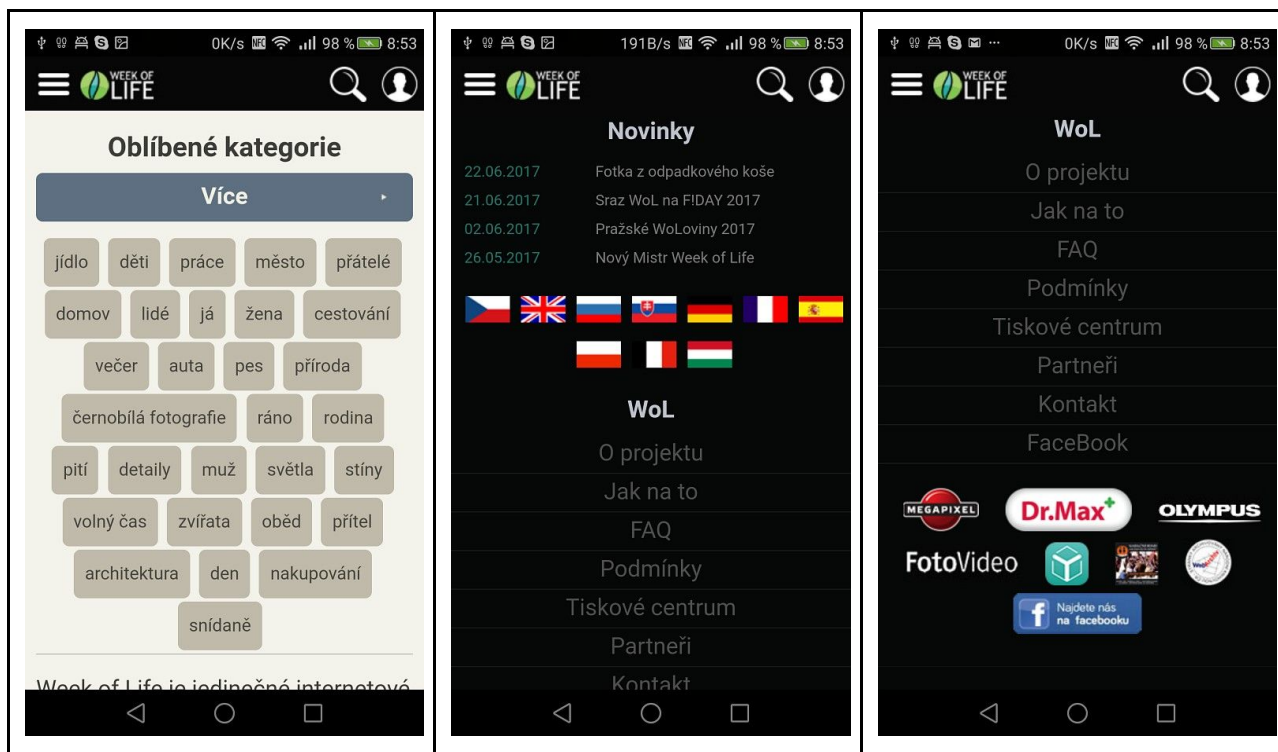 0K/s NFC 98 % 8:53
WEEK OF
LIFE
Oblíbené kategorie
Více
jídlo děti práce město přátelé
domov lidé já žena cestování
večer auta pes příroda
černobílá fotografie ráno rodina
pití detaily muž světla stíny
volný čas zvířata oběd přítel
architektura den nakupování
snídaně
Week of Life je jedinečné internetové
191B/s NFC 98 % 8:53
WEEK OF
LIFE
Novinky
22.06.2017 Fotka z odpadkového koše
21.06.2017 Sraz WoL na F!DAY 2017
02.06.2017 Pražské WoLoviny 2017
26.05.2017 Nový Mistr Week of Life
WoL
O projektu
Jak na to
FAQ
Podmínky
Tiskové centrum
Partneři
Kontakt
0K/s NFC 98 % 8:53
WEEK OF
LIFE
WoL
O projektu
Jak na to
FAQ
Podmínky
Tiskové centrum
Partneři
Kontakt
FaceBook
MEGAPIXEL Dr.Max+ OLYMPUS
FotoVideo
Najdete nás
na facebooku